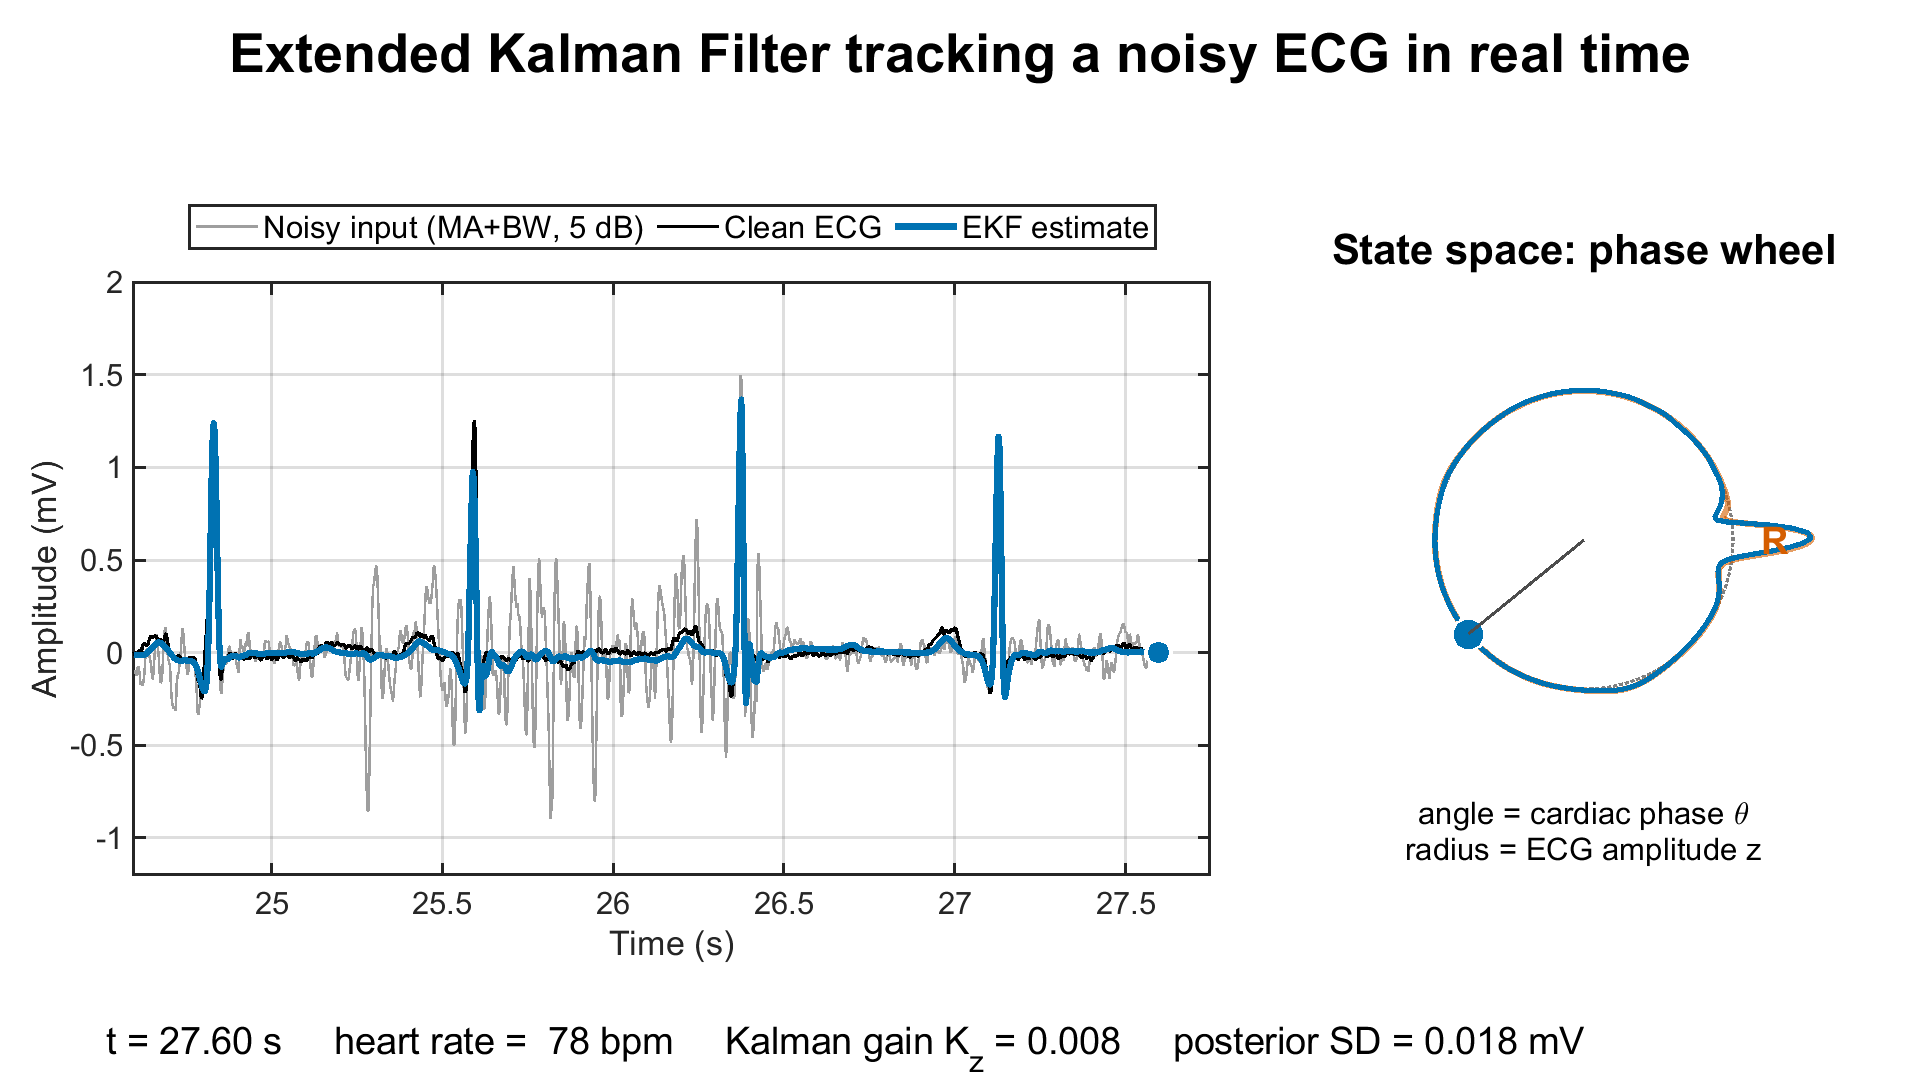 Extended Kalman Filter tracking a noisy ECG in real time
Noisy input (MA+BW, 5 dB) Clean ECG EKF estimate
State space: phase wheel
2
1.5
1
0.5
0
-0.5
-1
Amplitude (mV)
25 25.5 26 26.5 27 27.5
Time (s)
R
angle = cardiac phase θ
radius = ECG amplitude z
t = 27.60 s heart rate = 78 bpm Kalman gain K_z = 0.008 posterior SD = 0.018 mV